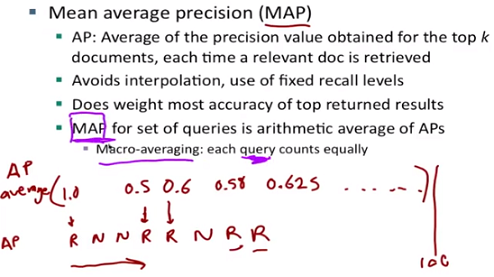 Mean average precision (MAP)
AP: Average of the precision value obtained for the top k
documents, each time a relevant doc is retrieved
Avoids interpolation, use of fixed recall levels
Does weight most accuracy of top returned results
MAP for set of queries is arithmetic average of APs
Macro-averaging: each query counts equally
AP
average (1.0 0.5 0.6 0.58 0.625 ........)
AP R N N R R N R R
100